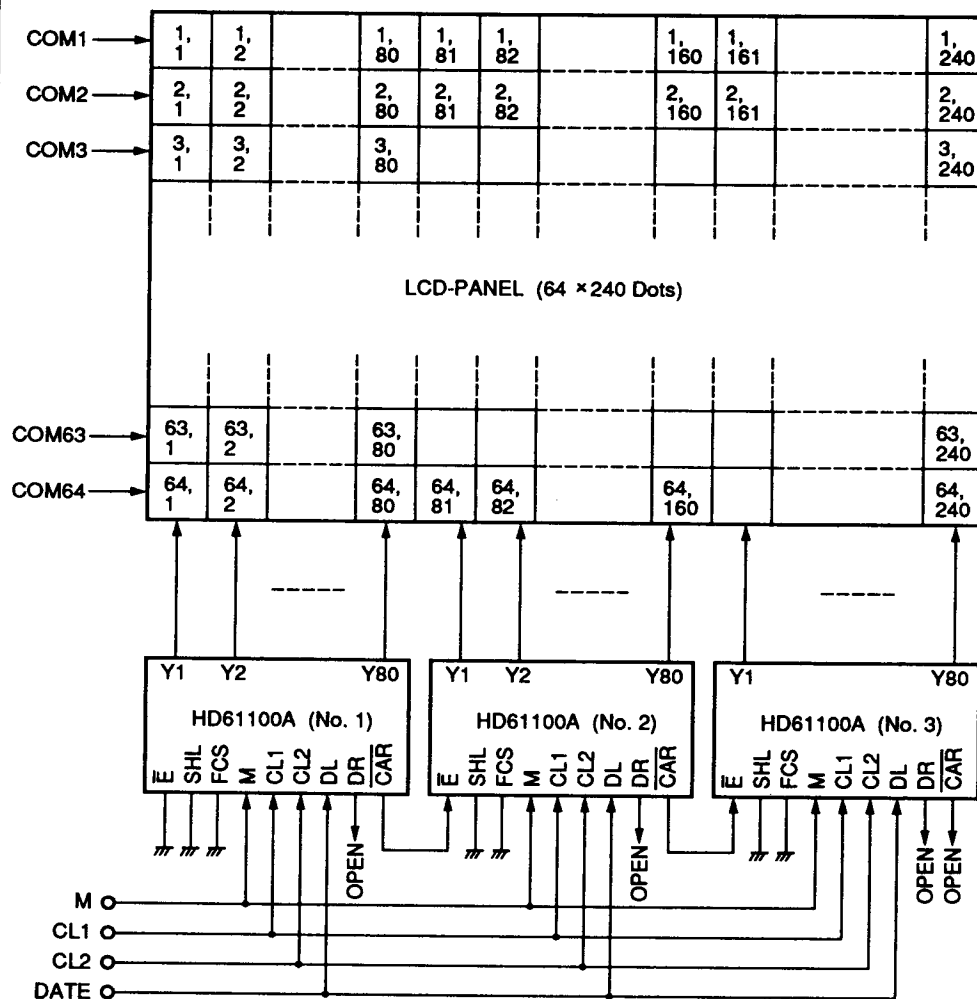 COM1 1, 1, 1, 1, 1, 1, 1, 1,
1 2 80 81 82 160 161 240
COM2 2, 2, 2, 2, 2, 2, 2, 2,
1 2 80 81 82 160 161 240
COM3 3, 3, 3, 3,
1 2 80 240
LCD-PANEL (64 × 240 Dots)
COM63 63, 63, 63, 63,
1 2 80 240
COM64 64, 64, 64, 64, 64, 64, 64,
1 2 80 81 82 160 240
Y1 Y2 Y80 Y1 Y2 Y80 Y1 Y80
HD61100A (No. 1) HD61100A (No. 2) HD61100A (No. 3)
E̅ SHL FCS M CL1 CL2 DL DR C̅A̅R̅ E̅ SHL FCS M CL1 CL2 DL DR C̅A̅R̅ E̅ SHL FCS M CL1 CL2 DL DR C̅A̅R̅
OPEN OPEN OPEN OPEN
M
CL1
CL2
DATE